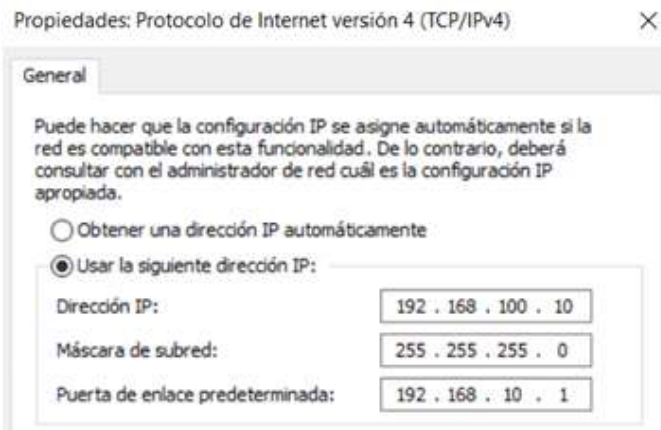 Propiedades: Protocolo de Internet versión 4 (TCP/IPv4)
General
Puede hacer que la configuración IP se asigne automáticamente si la
red es compatible con esta funcionalidad. De lo contrario, deberá
consultar con el administrador de red cuál es la configuración IP
apropiada.
Obtener una dirección IP automáticamente
Usar la siguiente dirección IP:
Dirección IP: 192 . 168 . 100 . 10
Máscara de subred: 255 . 255 . 255 . 0
Puerta de enlace predeterminada: 192 . 168 . 10 . 1